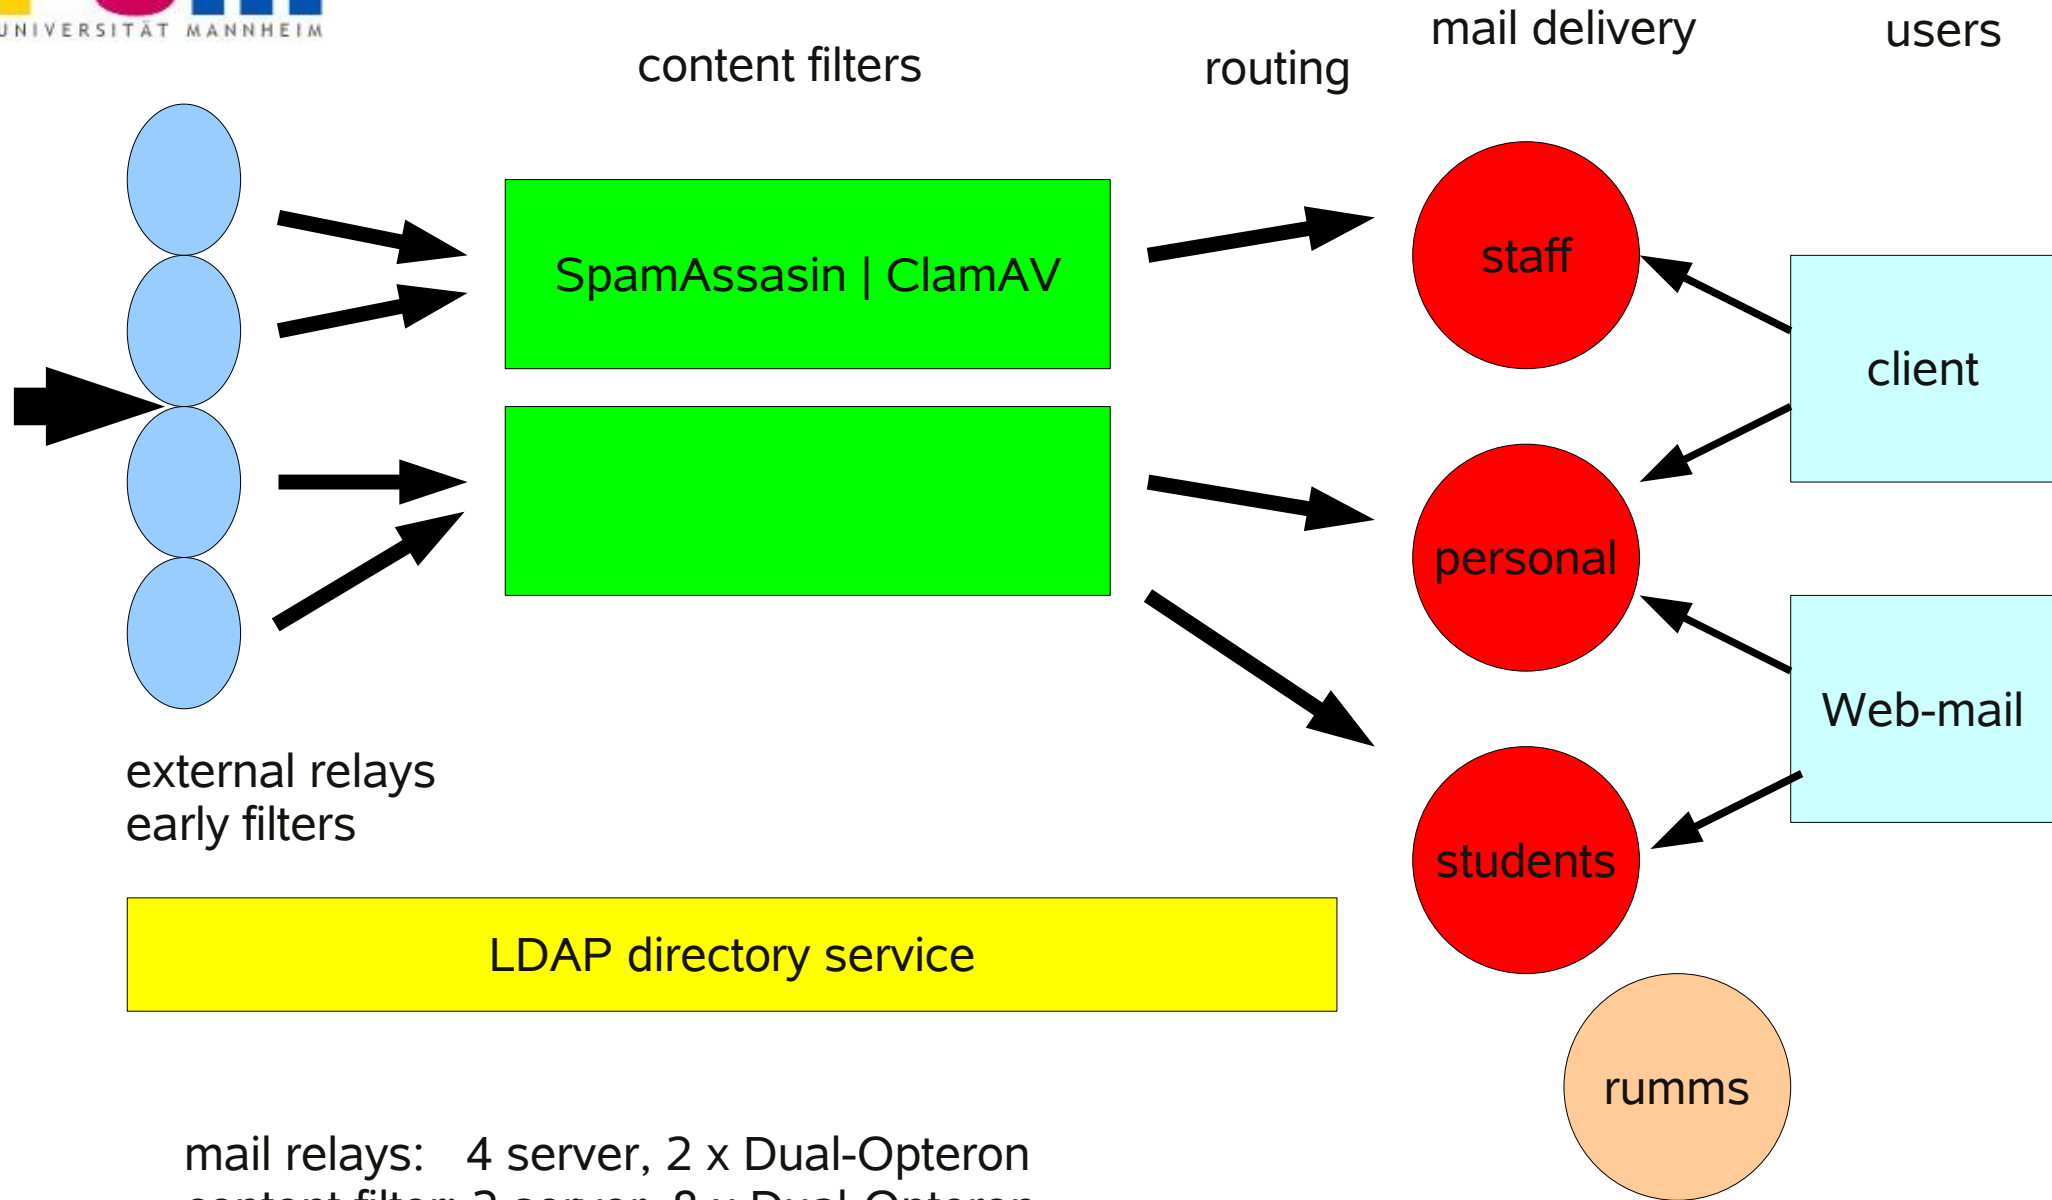 UNIVERSITÄT MANNHEIM
content filters
routing
mail delivery
users
SpamAssasin | ClamAV
staff
client
personal
Web-mail
external relays
early filters
students
LDAP directory service
rumms
mail relays: 4 server, 2 x Dual-Opteron